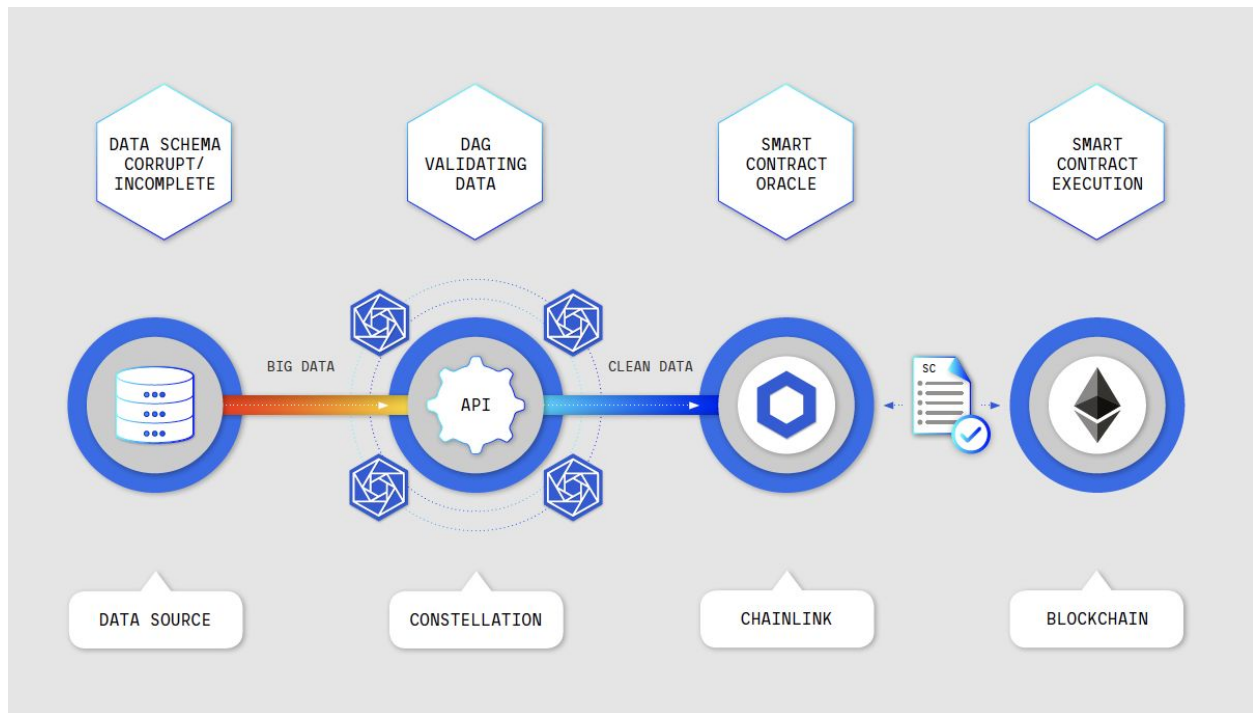 DATA SCHEMA
CORRUPT/
INCOMPLETE
DAG
VALIDATING
DATA
SMART
CONTRACT
ORACLE
SMART
CONTRACT
EXECUTION
BIG DATA
API
CLEAN DATA
SC
DATA SOURCE
CONSTELLATION
CHAINLINK
BLOCKCHAIN